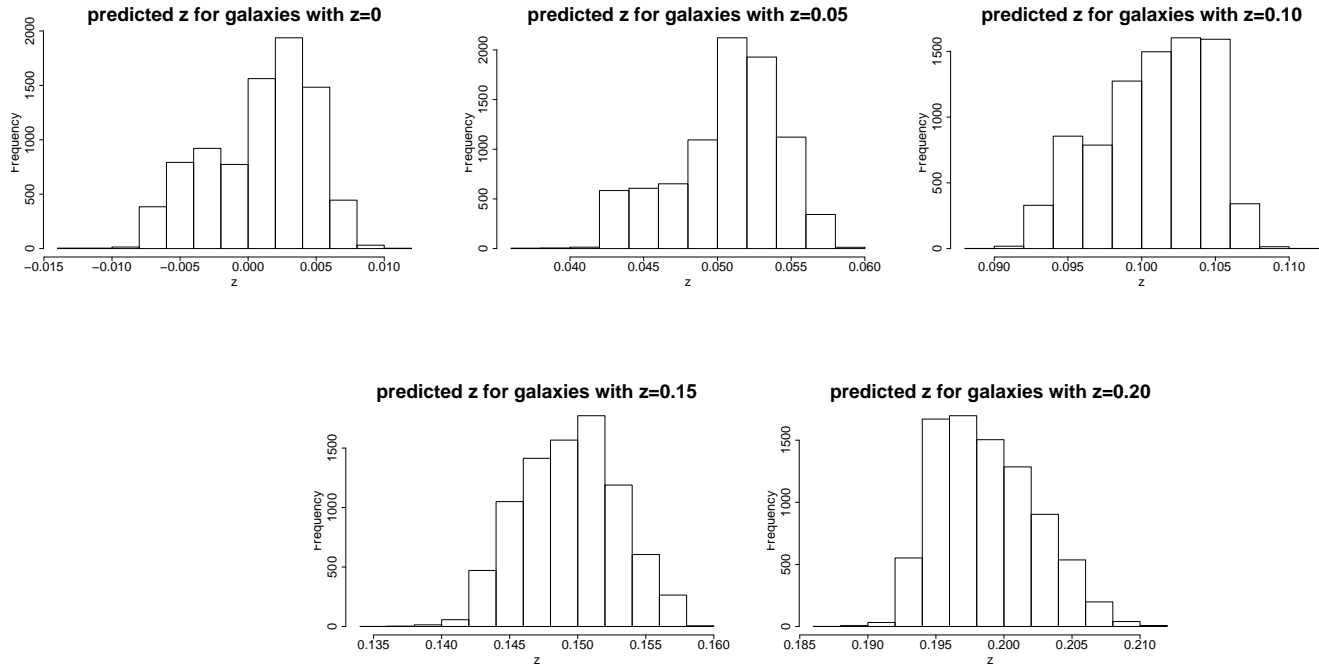 predicted z for galaxies with z=0
predicted z for galaxies with z=0.05
predicted z for galaxies with z=0.10
Frequency
0 500 1000 1500 2000
−0.015 −0.010 −0.005 0.000 0.005 0.010
z
Frequency
0 500 1000 1500 2000
0.040 0.045 0.050 0.055 0.060
z
Frequency
0 500 1000 1500
0.090 0.095 0.100 0.105 0.110
z
predicted z for galaxies with z=0.15
predicted z for galaxies with z=0.20
Frequency
0 500 1000 1500
0.135 0.140 0.145 0.150 0.155 0.160
z
Frequency
0 500 1000 1500
0.185 0.190 0.195 0.200 0.205 0.210
z